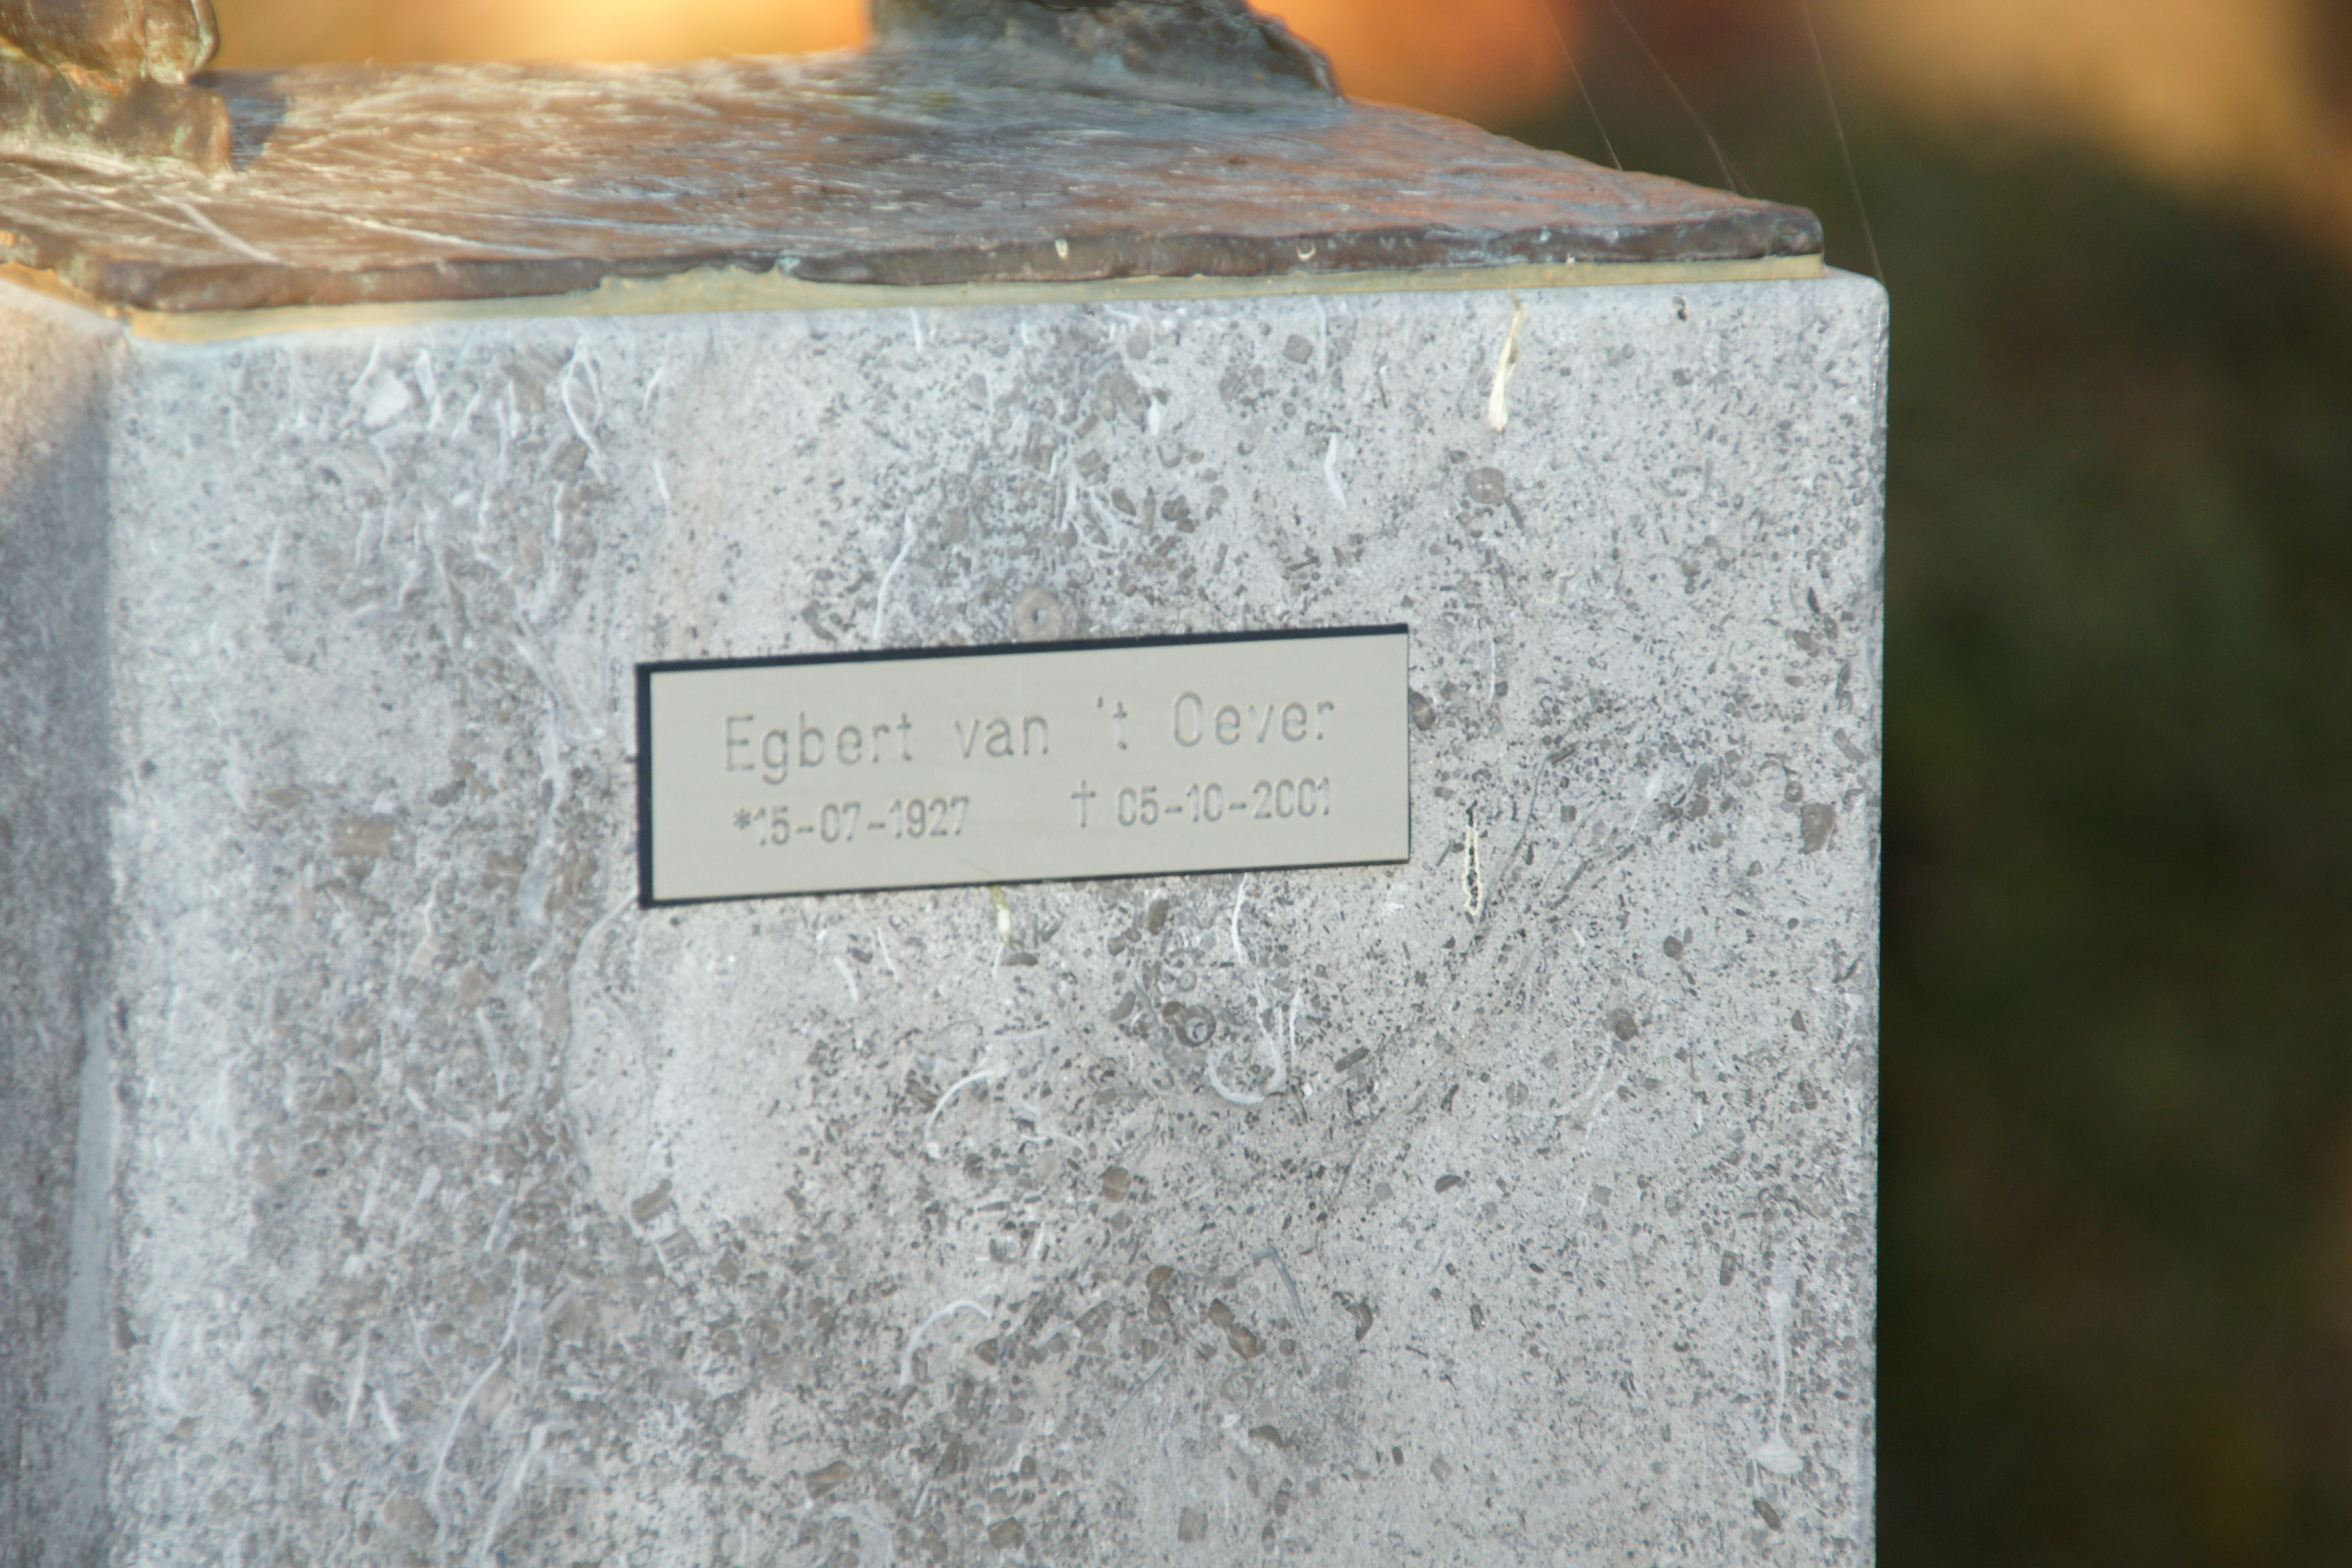 Egbert van 't Oever
*15-07-1927 † 05-10-2001